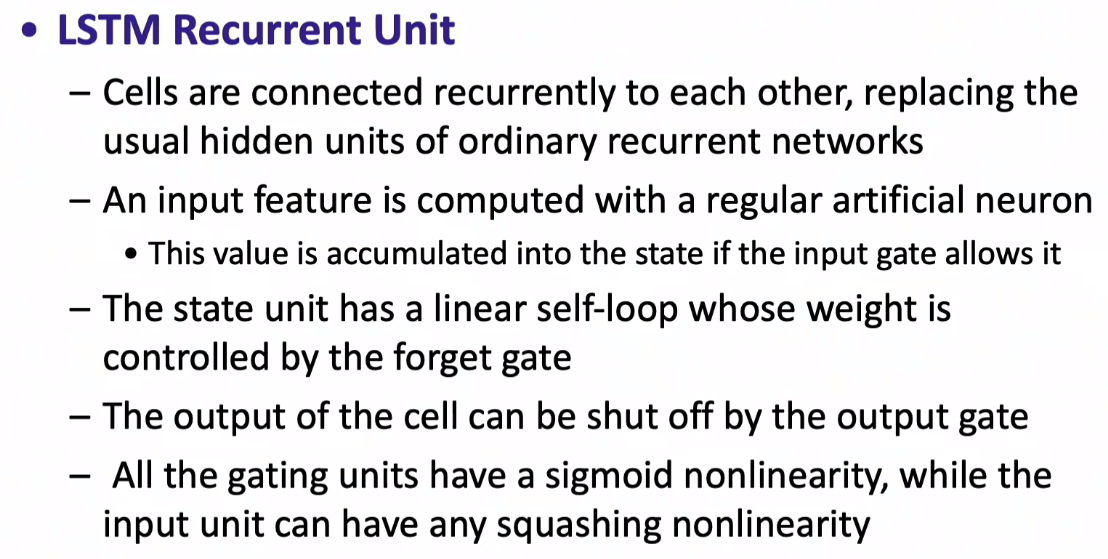 • LSTM Recurrent Unit
– Cells are connected recurrently to each other, replacing the
usual hidden units of ordinary recurrent networks
– An input feature is computed with a regular artificial neuron
• This value is accumulated into the state if the input gate allows it
– The state unit has a linear self-loop whose weight is
controlled by the forget gate
– The output of the cell can be shut off by the output gate
– All the gating units have a sigmoid nonlinearity, while the
input unit can have any squashing nonlinearity